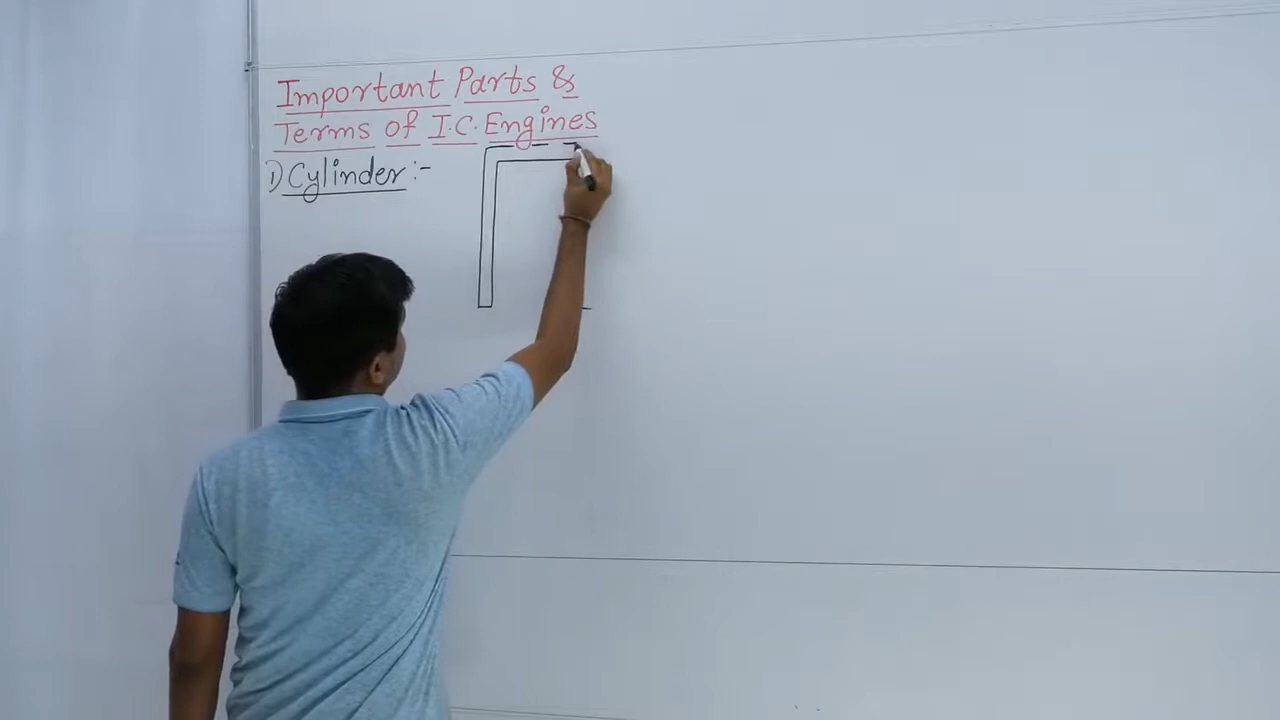 Important Parts &
Terms of I.C. Engines
1) Cylinder :-